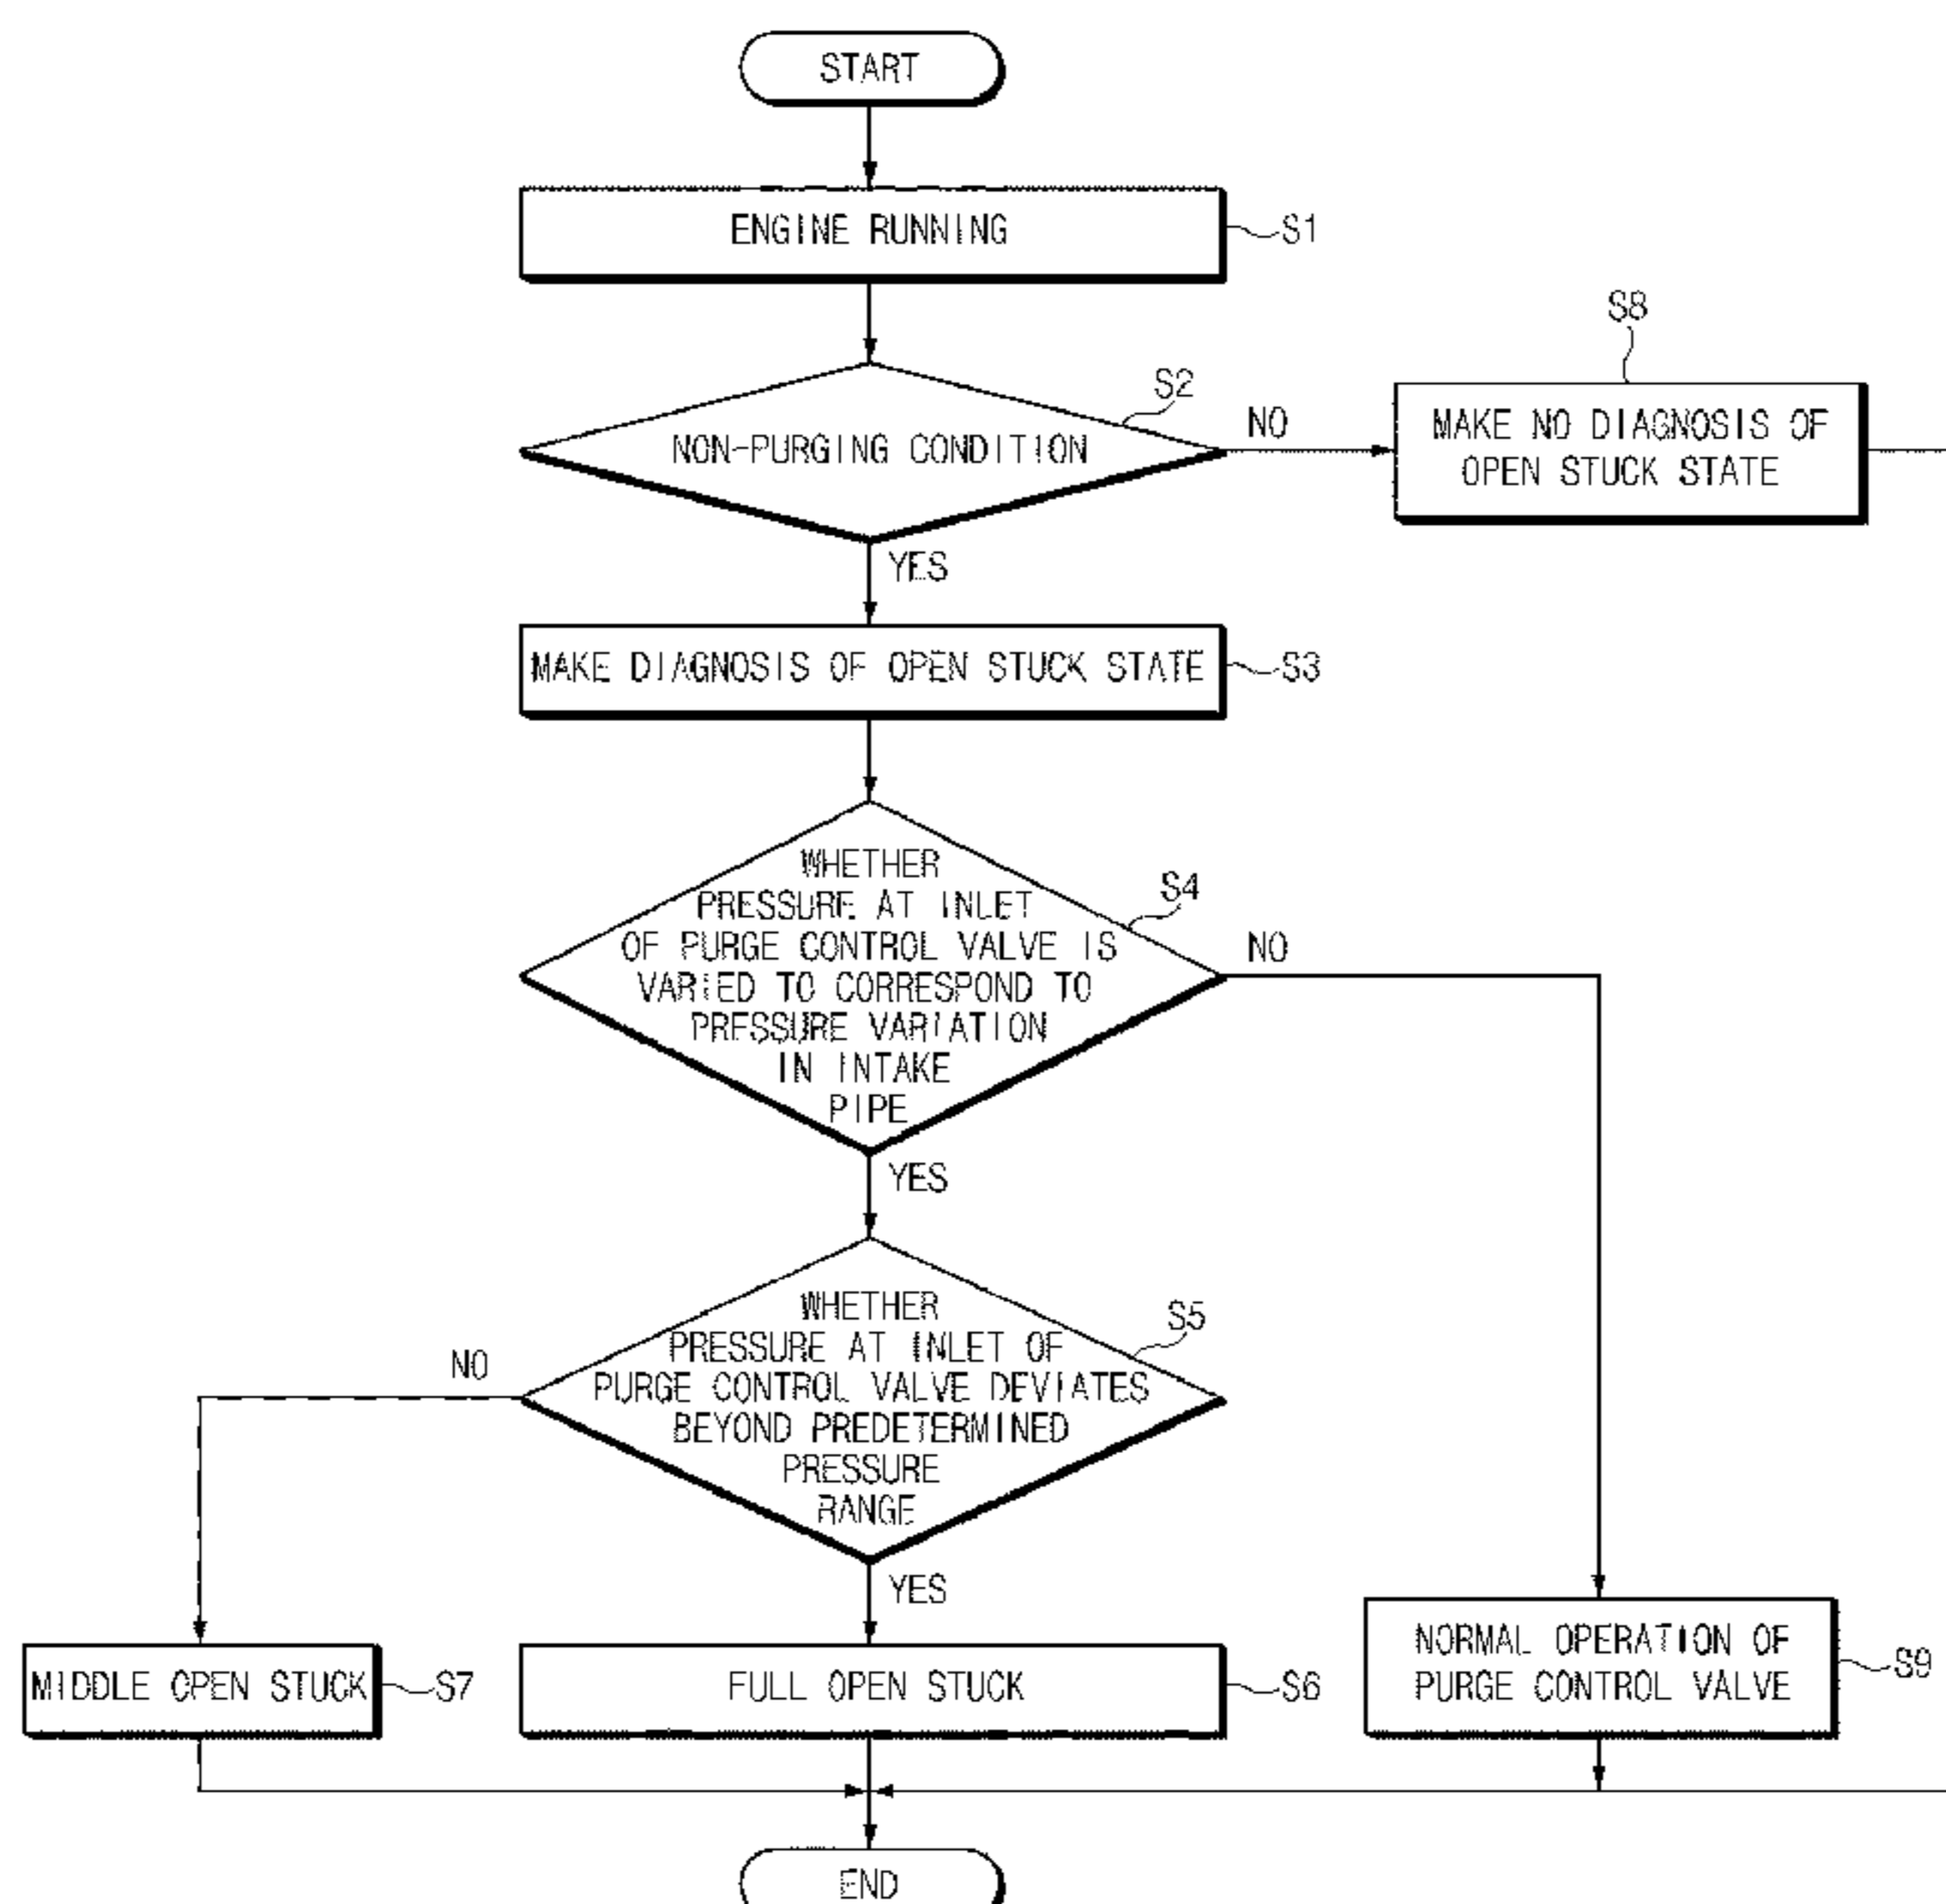 START
ENGINE RUNNING
S1
S8
S2
NON-PURGING CONDITION
NO
MAKE NO DIAGNOSIS OF
OPEN STUCK STATE
YES
MAKE DIAGNOSIS OF OPEN STUCK STATE
S3
WHETHER
PRESSURE AT INLET
OF PURGE CONTROL VALVE IS
VARIED TO CORRESPOND TO
PRESSURE VARIATION
IN INTAKE
PIPE
S4
NO
YES
WHETHER
PRESSURE AT INLET OF
PURGE CONTROL VALVE DEVIATES
BEYOND PREDETERMINED
PRESSURE
RANGE
S5
NO
YES
MIDDLE OPEN STUCK
S7
FULL OPEN STUCK
S6
NORMAL OPERATION OF
PURGE CONTROL VALVE
S9
END